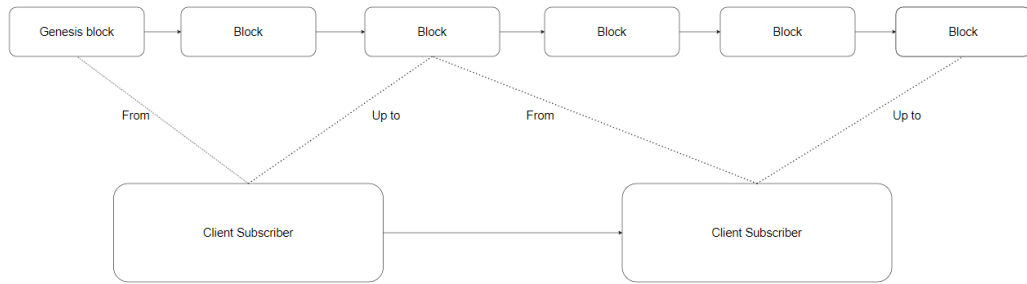 Genesis block
Block
Block
Block
Block
Block
From
Up to
From
Up to
Client Subscriber
Client Subscriber